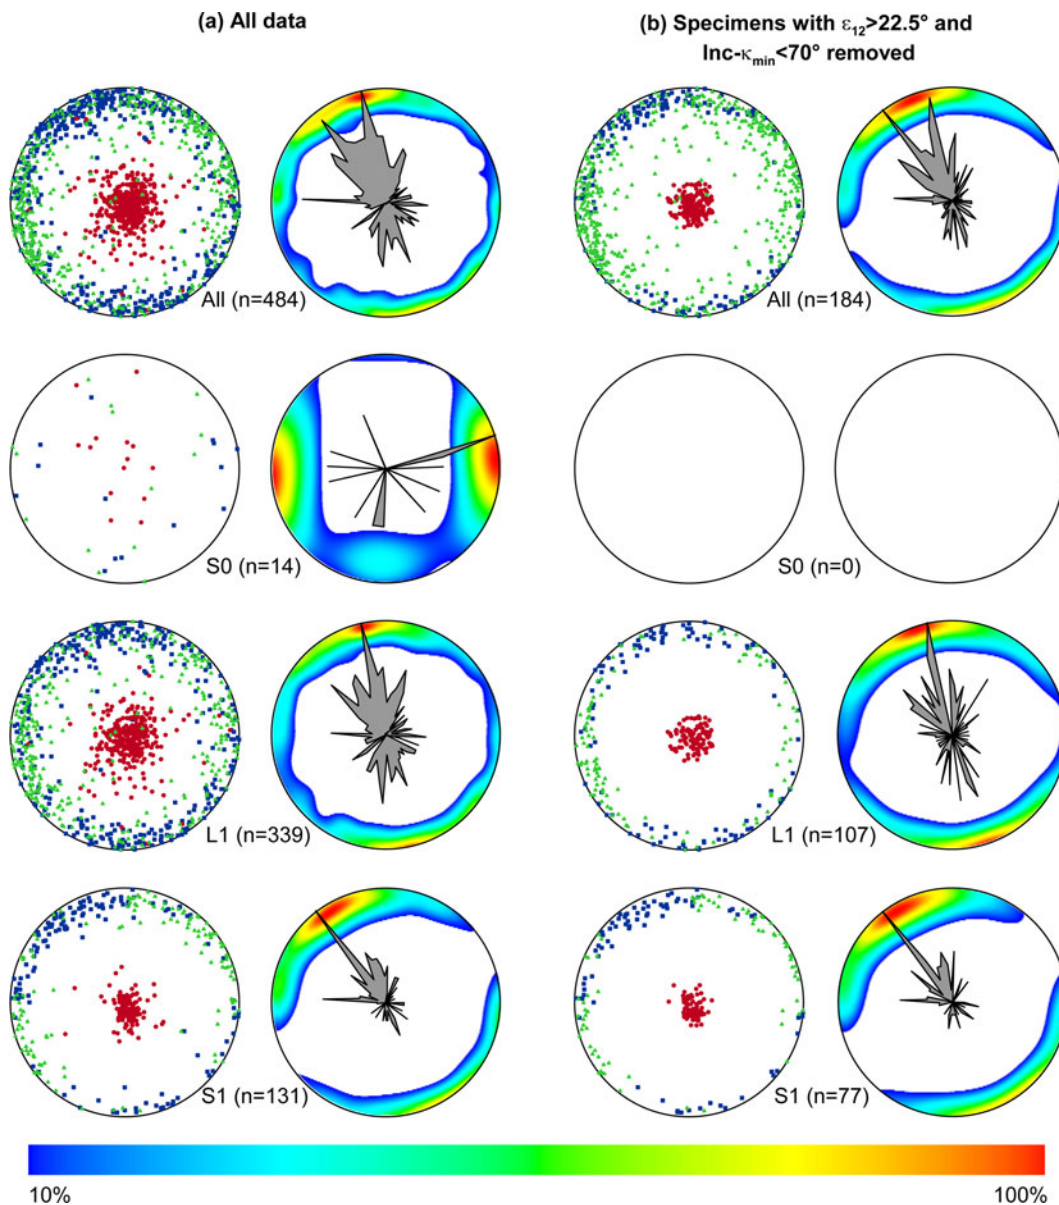 (a) All data
(b) Specimens with ε12>22.5° and
Inc-κmin<70° removed
All (n=484)
All (n=184)
S0 (n=14)
S0 (n=0)
L1 (n=339)
L1 (n=107)
S1 (n=131)
S1 (n=77)
10%
100%